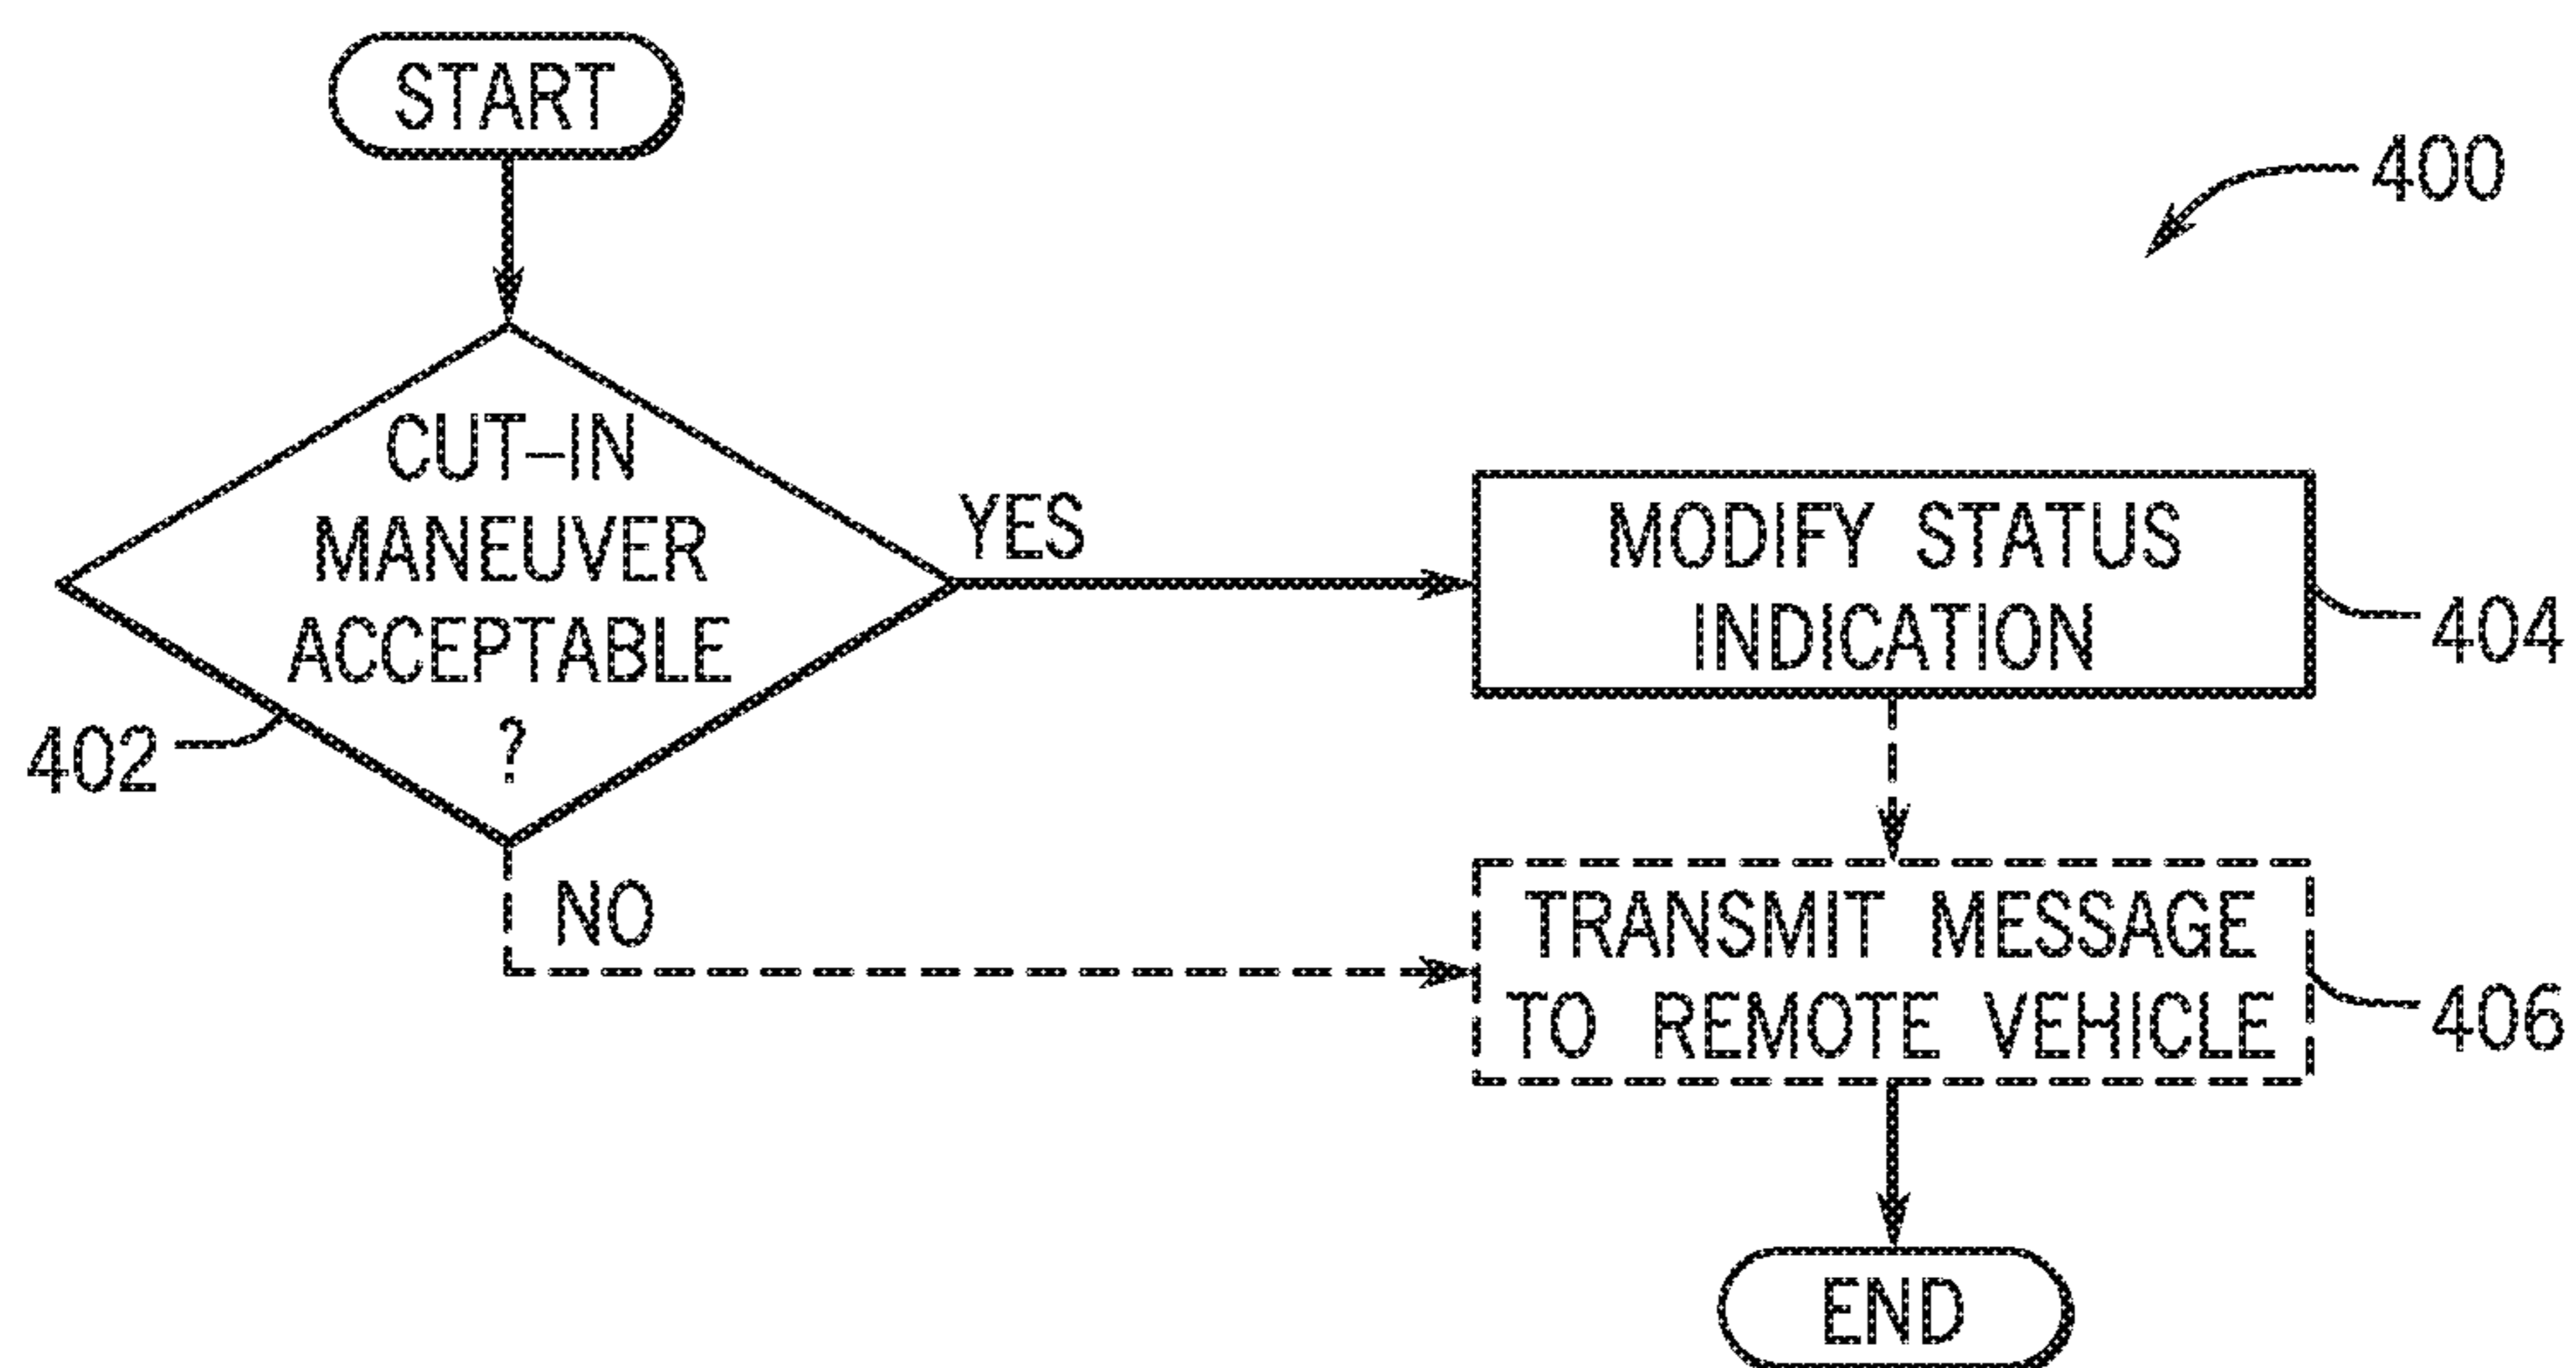 START
400
CUT-IN
MANEUVER
ACCEPTABLE
?
402
YES
MODIFY STATUS
INDICATION
404
NO
TRANSMIT MESSAGE
TO REMOTE VEHICLE
406
END